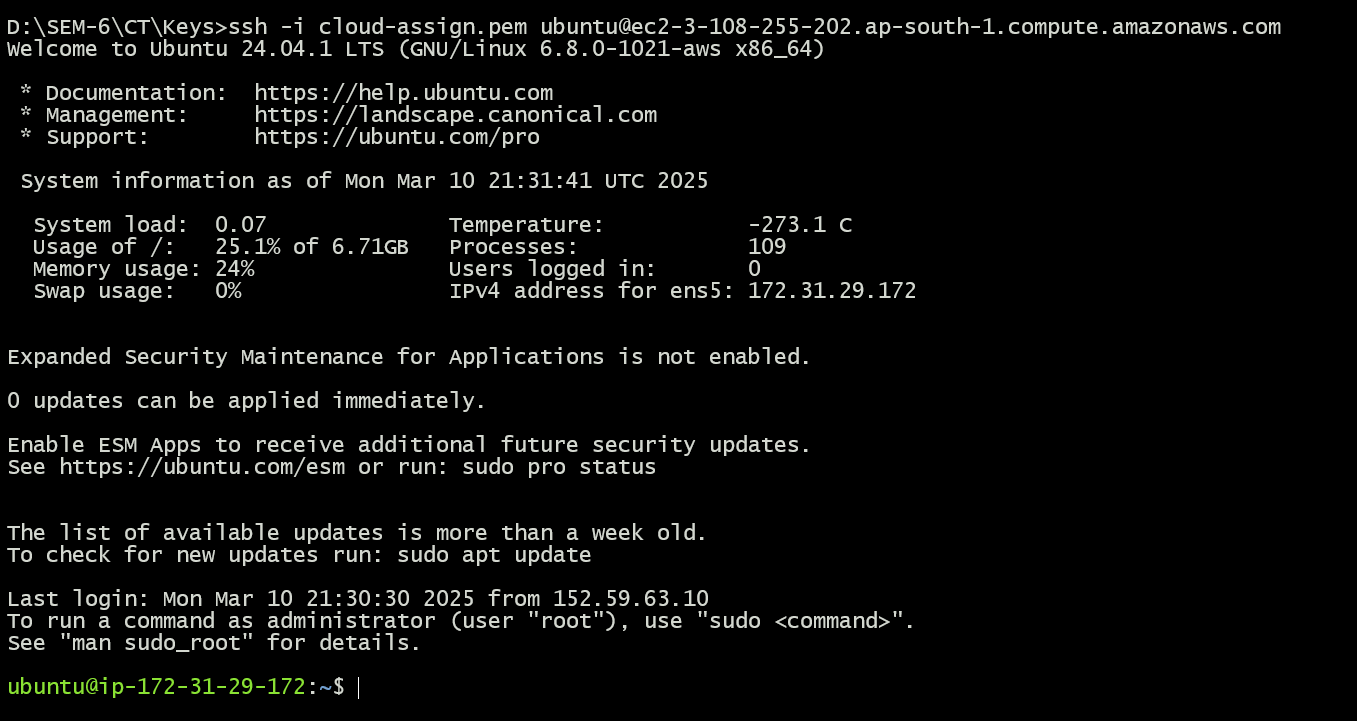 D:\SEM-6\CT\Keys>ssh -i cloud-assign.pem ubuntu@ec2-3-108-255-202.ap-south-1.compute.amazonaws.com
Welcome to Ubuntu 24.04.1 LTS (GNU/Linux 6.8.0-1021-aws x86_64)

 * Documentation:  https://help.ubuntu.com
 * Management:     https://landscape.canonical.com
 * Support:        https://ubuntu.com/pro

 System information as of Mon Mar 10 21:31:41 UTC 2025

  System load:  0.07              Temperature:           -273.1 C
  Usage of /:   25.1% of 6.71GB   Processes:             109
  Memory usage: 24%               Users logged in:       0
  Swap usage:   0%                IPv4 address for ens5: 172.31.29.172


Expanded Security Maintenance for Applications is not enabled.

0 updates can be applied immediately.

Enable ESM Apps to receive additional future security updates.
See https://ubuntu.com/esm or run: sudo pro status


The list of available updates is more than a week old.
To check for new updates run: sudo apt update

Last login: Mon Mar 10 21:30:30 2025 from 152.59.63.10
To run a command as administrator (user "root"), use "sudo <command>".
See "man sudo_root" for details.

ubuntu@ip-172-31-29-172:~$